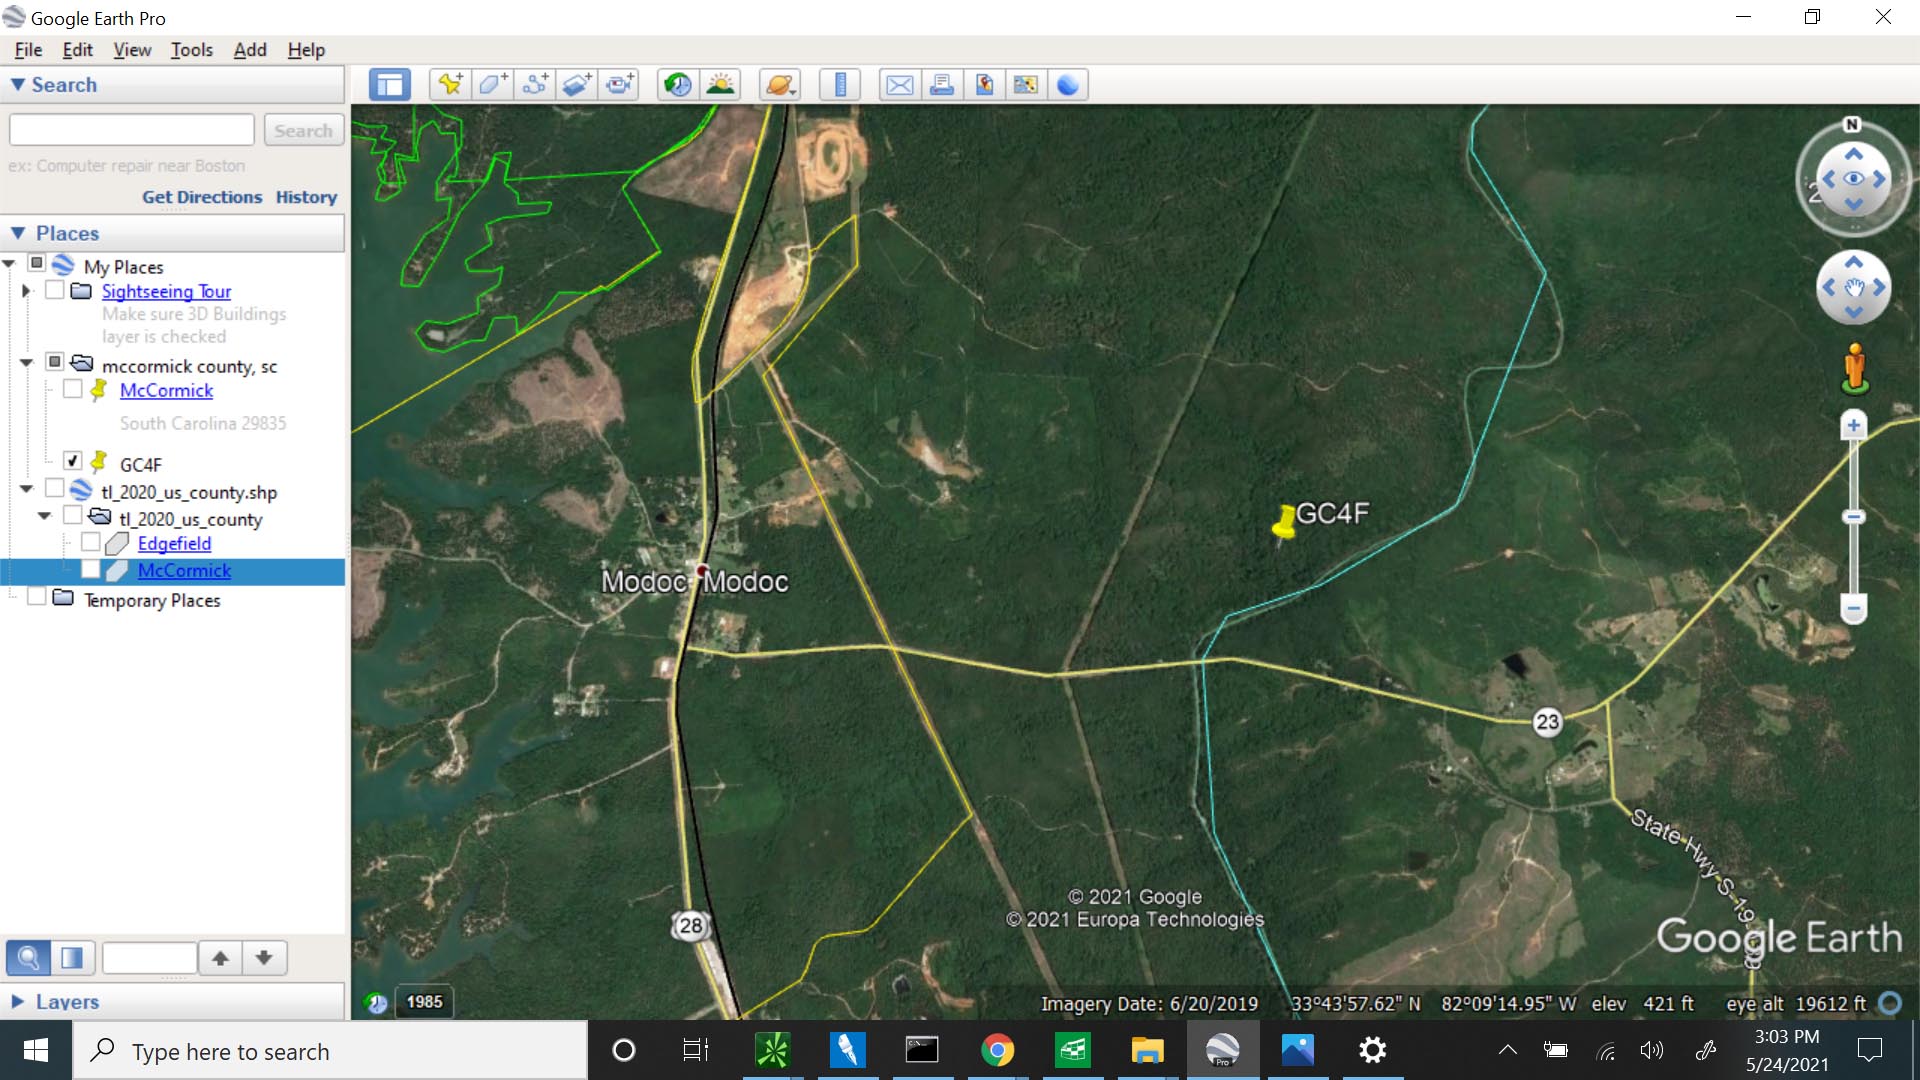 Google Earth Pro
File Edit View Tools Add Help
Search
Search
ex: Computer repair near Boston
Get Directions History
Places
My Places
Sightseeing Tour
Make sure 3D Buildings
layer is checked
mccormick county, sc
McCormick
South Carolina 29835
GC4F
tl_2020_us_county.shp
tl_2020_us_county
Edgefield
McCormick
Temporary Places
Layers
N
GC4F
Modoc Modoc
23
State Hwy S-19-
28
© 2021 Google
© 2021 Europa Technologies
Google Earth
1985
Imagery Date: 6/20/2019 33°43'57.62" N 82°09'14.95" W elev 421 ft eye alt 19612 ft
Type here to search
Pro
3:03 PM
5/24/2021